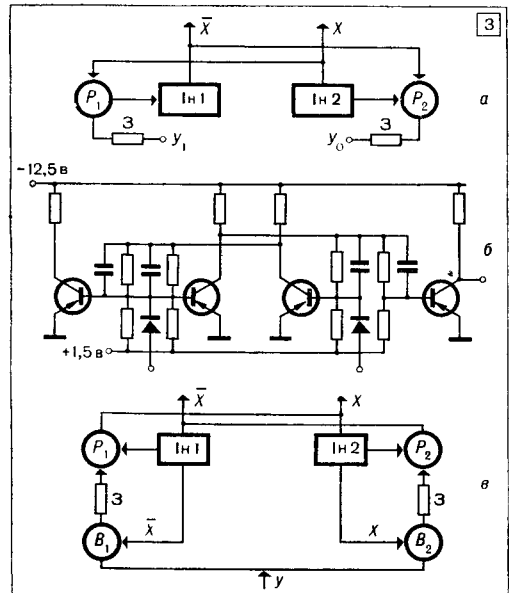 3
X̄ X
P₁ Ін 1 Ін 2 P₂
а
З З
y₁ y₀
−12,5 в
б
+1,5 в
X̄ X
P₁ Ін 1 Ін 2 P₂
в
З З
B₁ X̄ X B₂
y